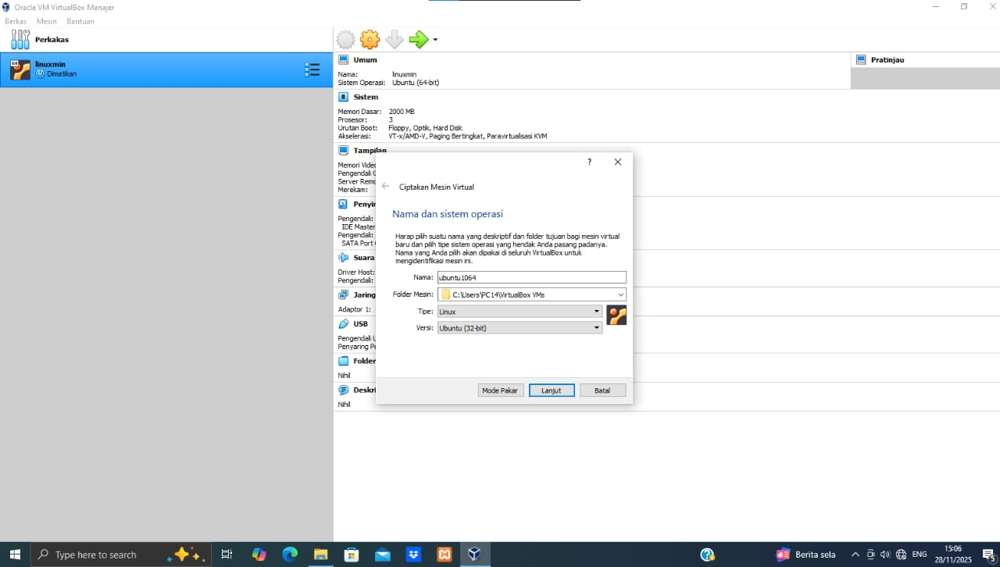 Oracle VM VirtualBox Manajer
Berkas Mesin Bantuan
Perkakas
64
linuxmin
Dimatikan
Umum
Nama: linuxmin
Sistem Operasi: Ubuntu (64-bit)
Pratinjau
Sistem
Memori Dasar: 2000 MB
Prosesor: 3
Urutan Boot: Floppy, Optik, Hard Disk
Akselerasi: VT-x/AMD-V, Paging Bertingkat, Paravirtualisasi KVM
Tampilan
Memori Video
Pengendali G
Server Remo
Merekam:
Penyim
Pengendali:
IDE Master
Pengendali:
SATA Port
Suara
Driver Host:
Pengendali:
Jaring
Adaptor 1:
USB
Pengendali U
Penyaring Pe
Folder
Nihil
Deskri
Nihil
?
Ciptakan Mesin Virtual
Nama dan sistem operasi
Harap pilih suatu nama yang deskriptif dan folder tujuan bagi mesin virtual
baru dan pilih tipe sistem operasi yang hendak Anda pasang padanya.
Nama yang Anda pilih akan dipakai di seluruh VirtualBox untuk
mengidentifikasi mesin ini.
Nama: ubuntu1064
Folder Mesin: C:\Users\PC14\VirtualBox VMs
Tipe: Linux
Versi: Ubuntu (32-bit)
Mode Pakar Lanjut Batal
Type here to search
Berita sela
ENG
15:06
28/11/2025
5